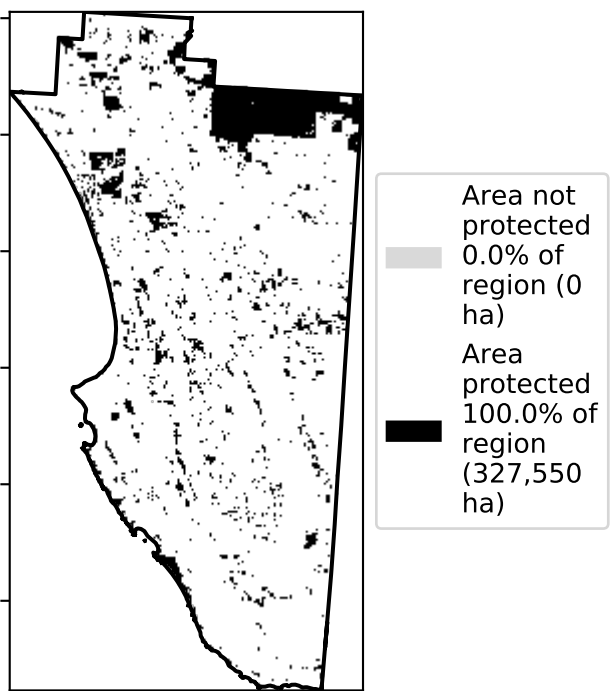 Area not
protected
0.0% of
region (0
ha)
Area
protected
100.0% of
region
(327,550
ha)